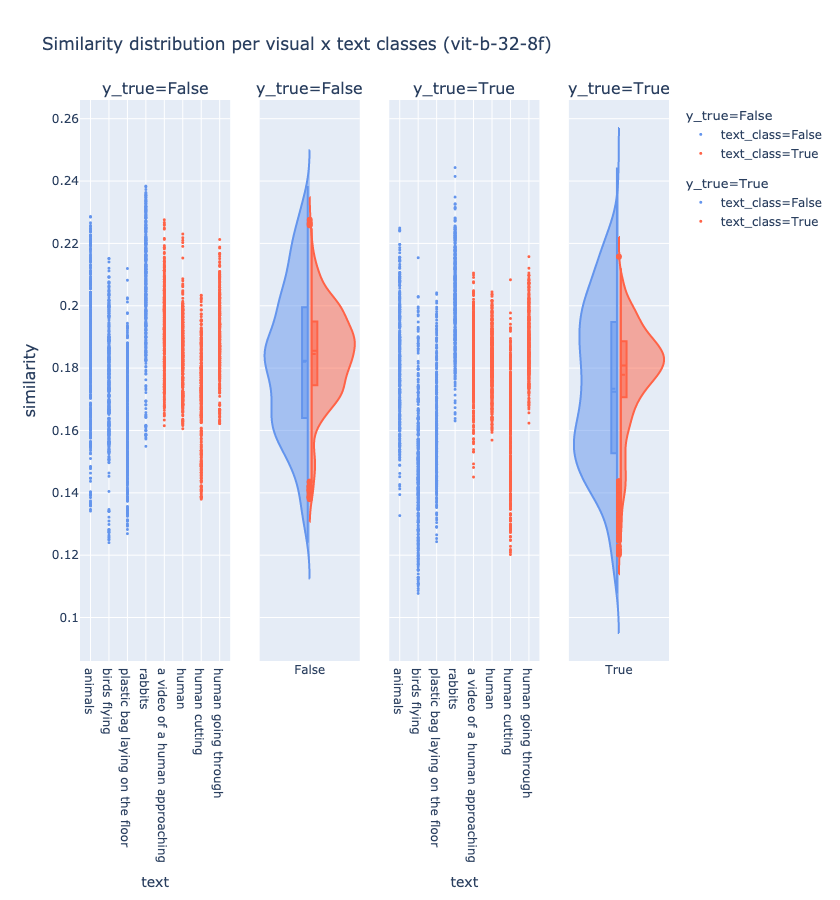 Similarity distribution per visual x text classes (vit-b-32-8f)
y_true=False
y_true=False
y_true=True
y_true=True
0.26
0.24
0.22
0.2
0.18
0.16
0.14
0.12
0.1
similarity
animals
birds flying
plastic bag laying on the floor
rabbits
a video of a human approaching
human
human cutting
human going through
text
False
animals
birds flying
plastic bag laying on the floor
rabbits
a video of a human approaching
human
human cutting
human going through
text
True
y_true=False
text_class=False
text_class=True
y_true=True
text_class=False
text_class=True